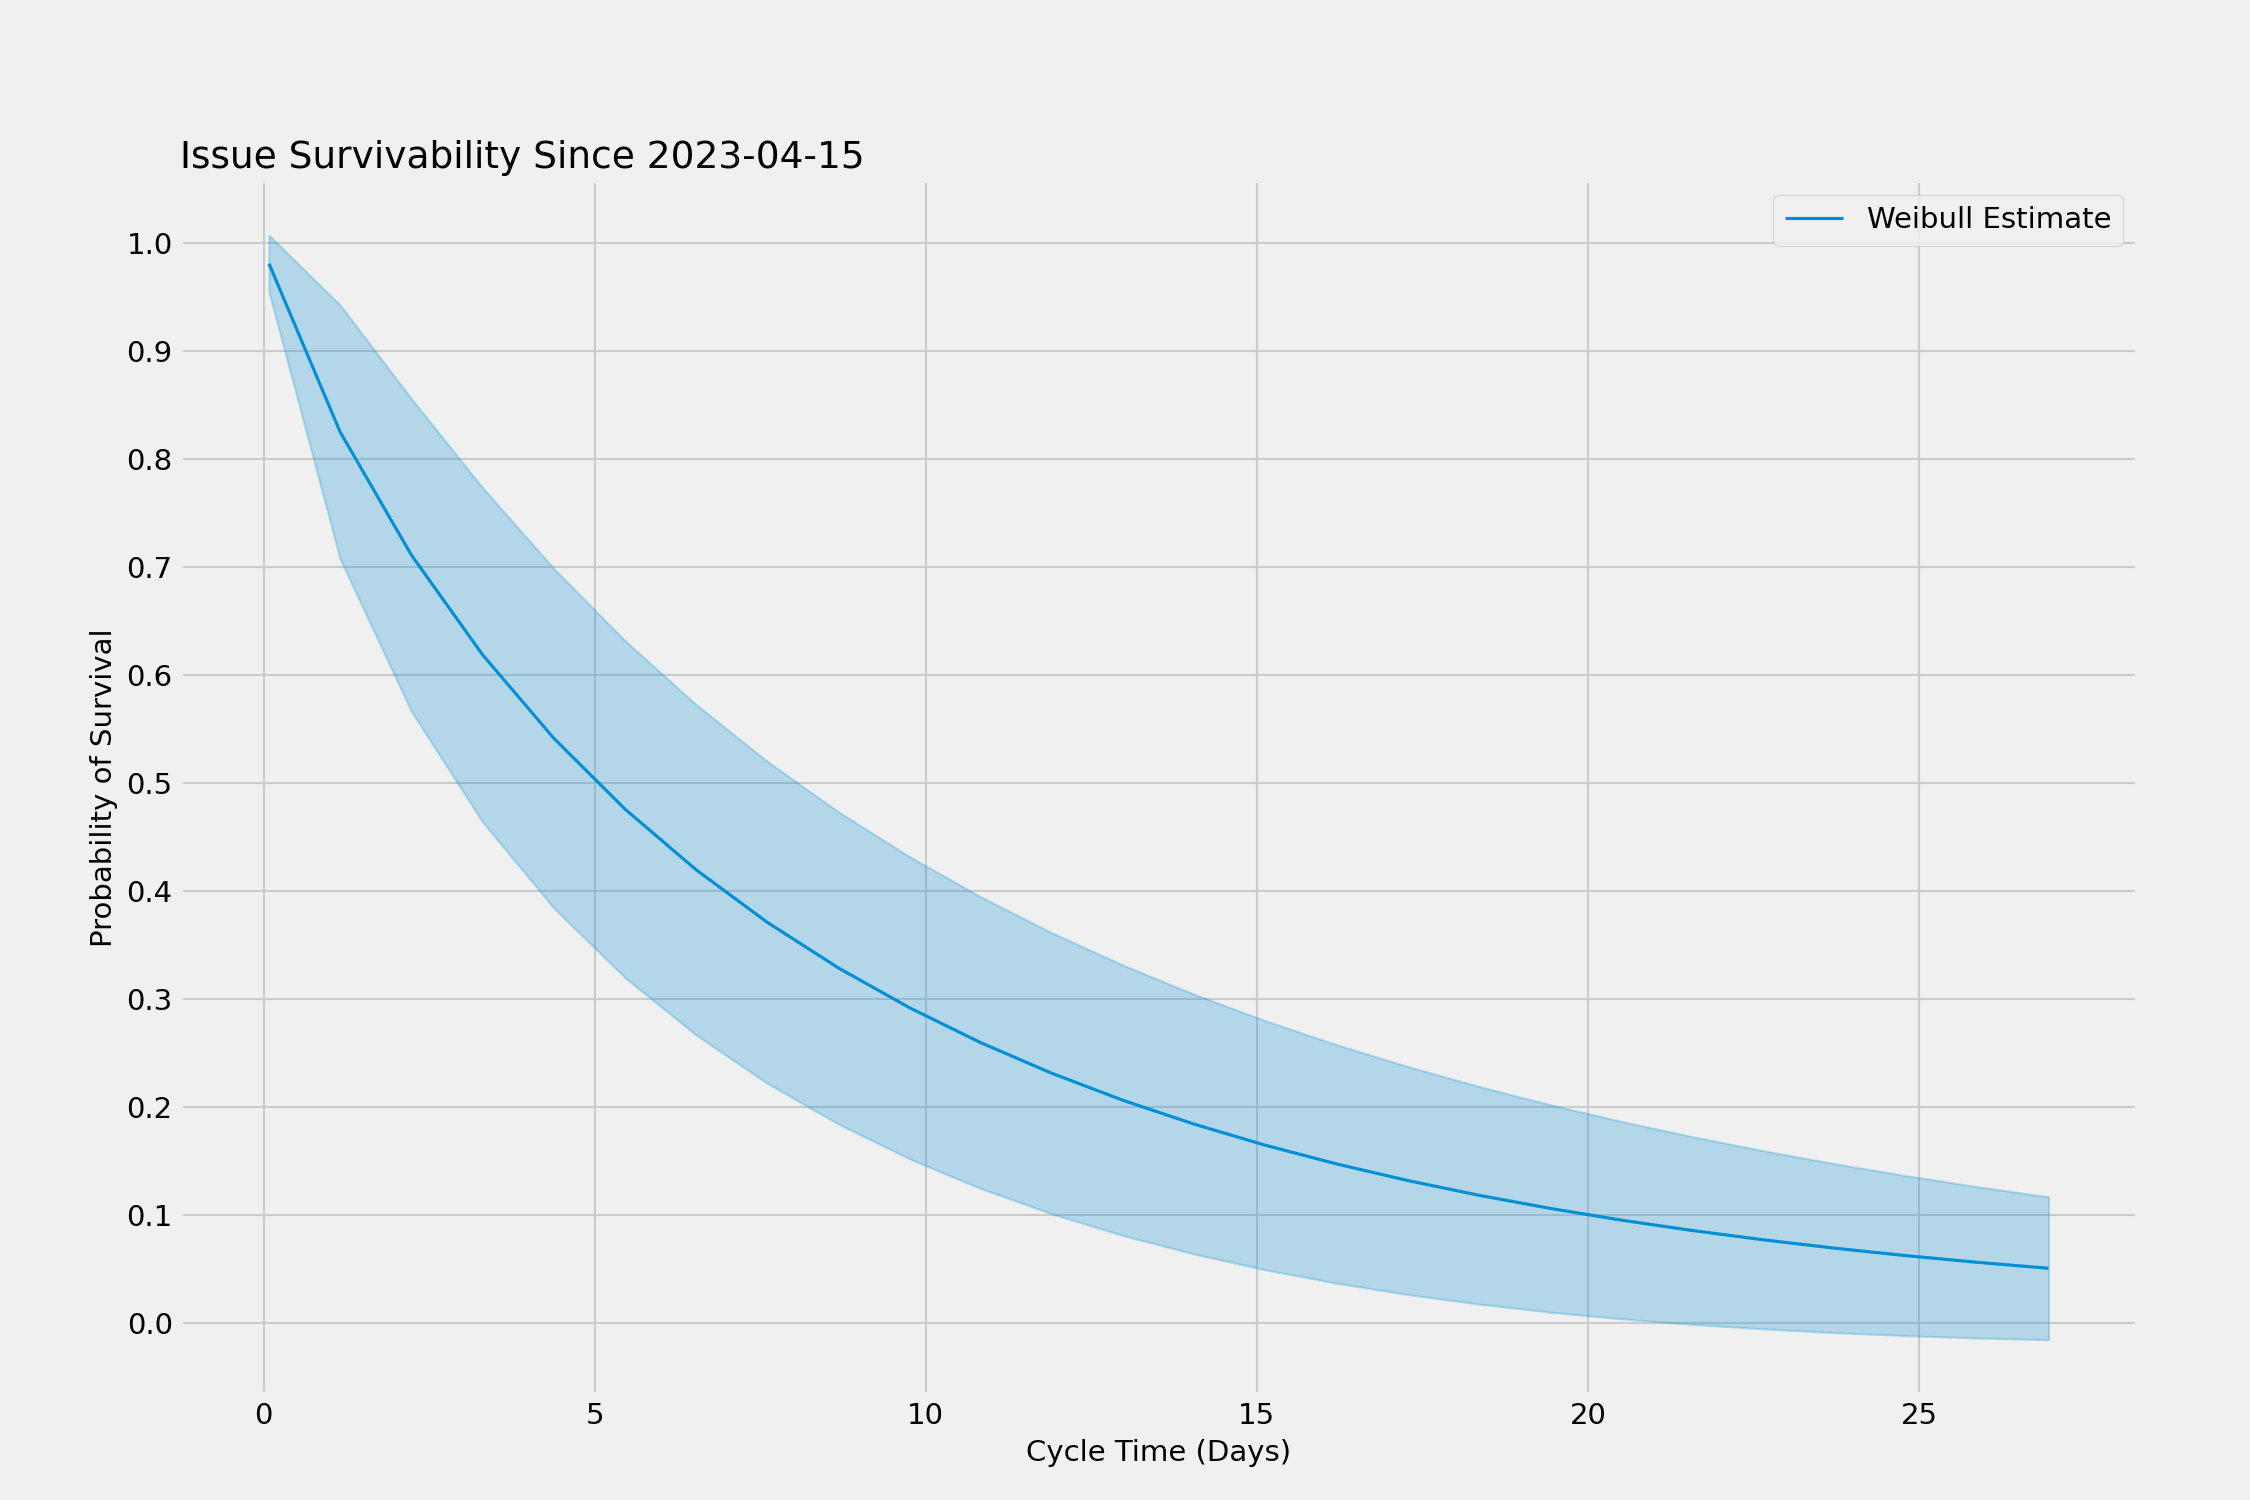 Issue Survivability Since 2023-04-15
Weibull Estimate
1.0
0.9
0.8
0.7
0.6
0.5
0.4
0.3
0.2
0.1
0.0
Probability of Survival
0 5 10 15 20 25
Cycle Time (Days)